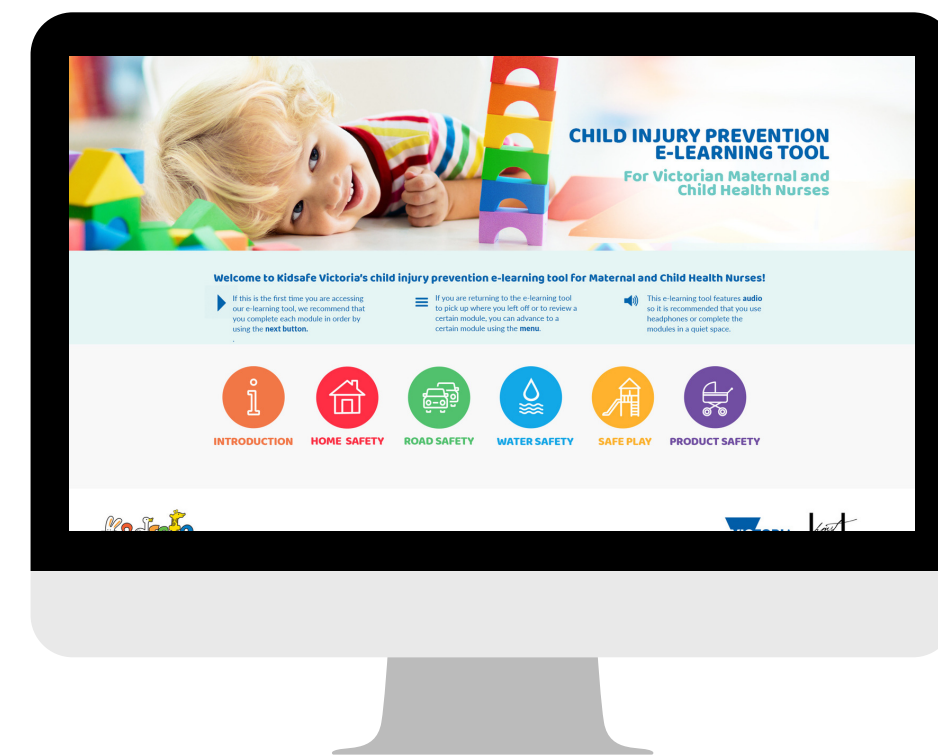 CHILD INJURY PREVENTION
E-LEARNING TOOL
For Victorian Maternal and
Child Health Nurses
Welcome to Kidsafe Victoria's child injury prevention e-learning tool for Maternal and Child Health Nurses!
If this is the first time you are accessing
our e-learning tool, we recommend that
you complete each module in order by
using the next button.
.
If you are returning to the e-learning tool
to pick up where you left off or to review a
certain module, you can advance to a
certain module using the menu.
This e-learning tool features audio
so it is recommended that you use
headphones or complete the
modules in a quiet space.
INTRODUCTION
HOME SAFETY
ROAD SAFETY
WATER SAFETY
SAFE PLAY
PRODUCT SAFETY